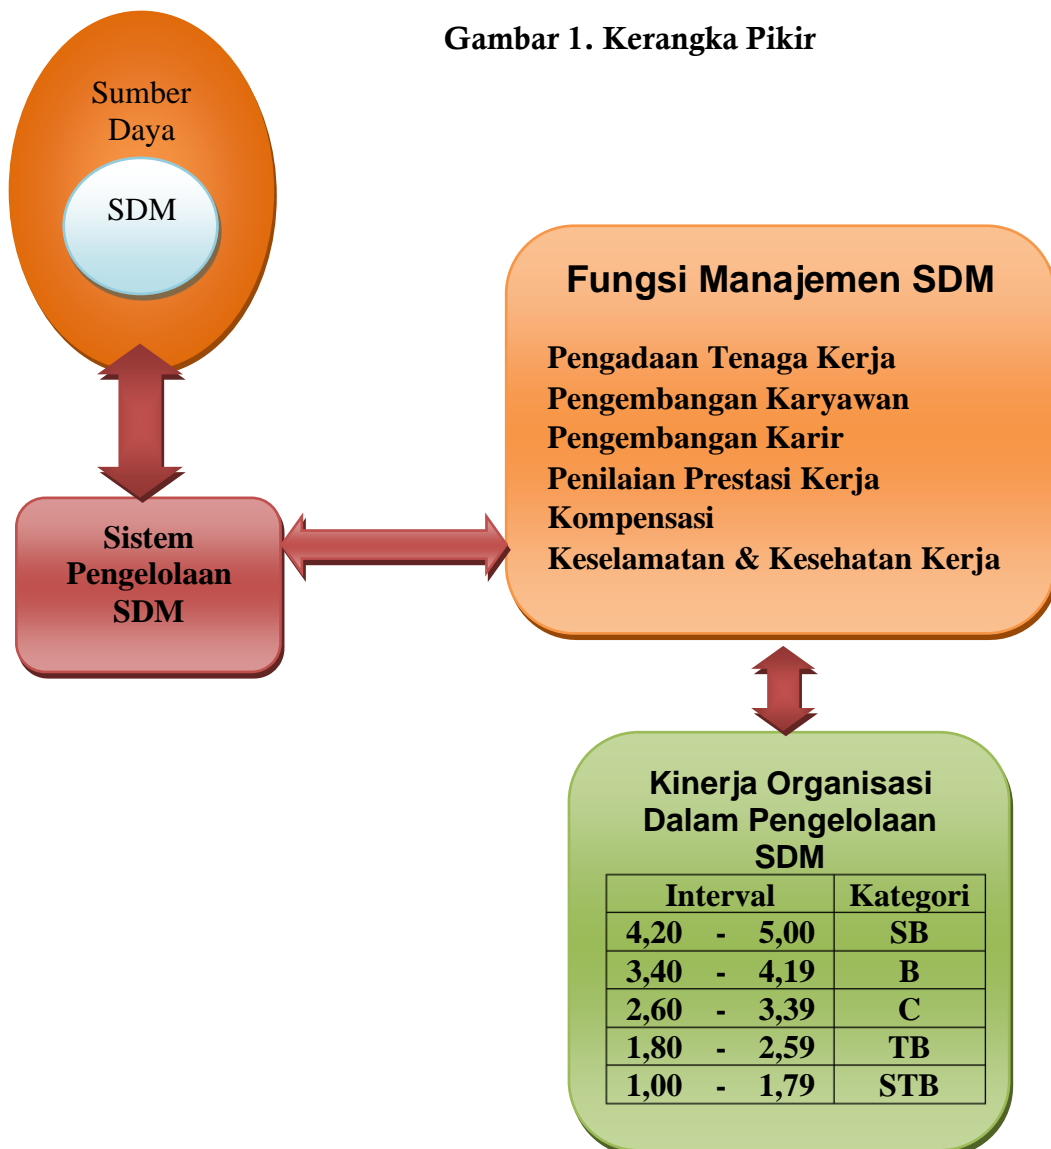 Gambar 1. Kerangka Pikir
Sumber
Daya
SDM
Sistem
Pengelolaan
SDM
Fungsi Manajemen SDM
Pengadaan Tenaga Kerja
Pengembangan Karyawan
Pengembangan Karir
Penilaian Prestasi Kerja
Kompensasi
Keselamatan & Kesehatan Kerja
Kinerja Organisasi
Dalam Pengelolaan
SDM
Interval Kategori
4,20 - 5,00 SB
3,40 - 4,19 B
2,60 - 3,39 C
1,80 - 2,59 TB
1,00 - 1,79 STB